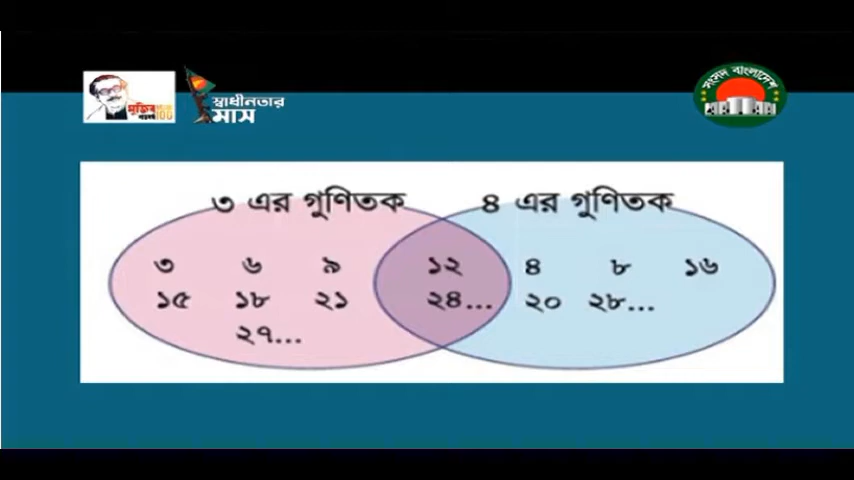 স্বাধীনতার
মাস
সংসদ বাংলাদেশ
৩ এর গুণিতক ৪ এর গুণিতক
৩ ৬ ৯ ১২ ৪ ৮ ১৬
১৫ ১৮ ২১ ২৪... ২০ ২৮...
২৭...